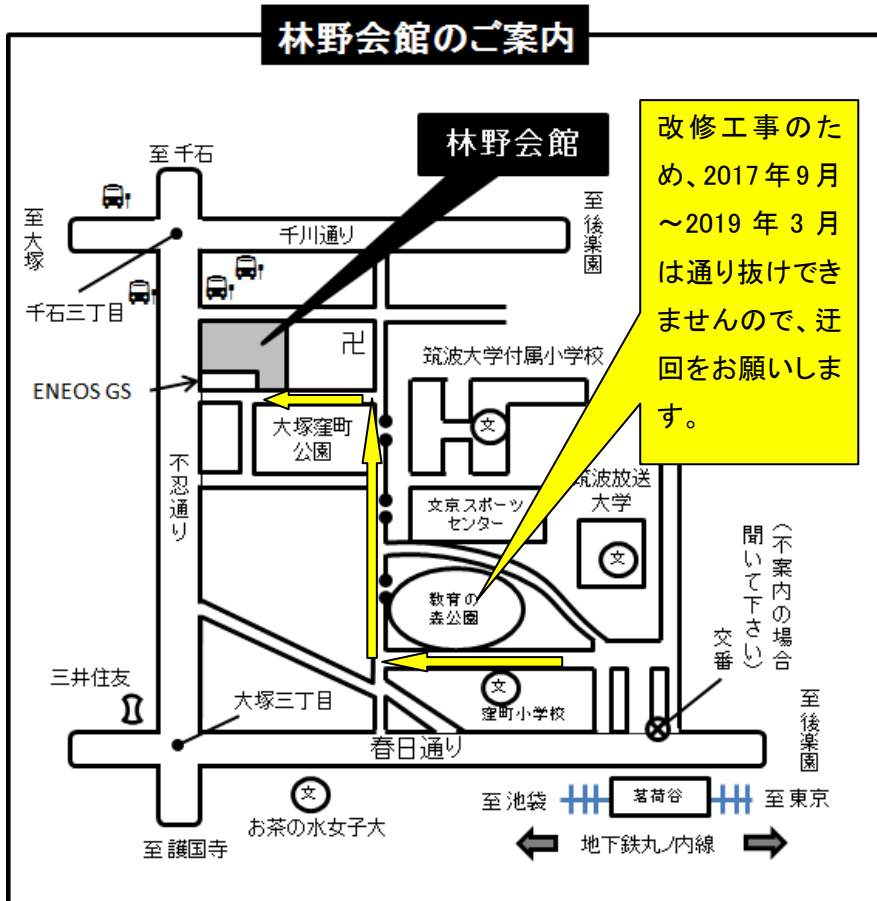 林野会館のご案内
林野会館
改修工事のた
め、2017年9月
～2019年3月
は通り抜けでき
ませんので、迂
回をお願いしま
す。
至千石
至大塚
千川通り
至後楽園
千石三丁目
卍
筑波大学付属小学校
ENEOS GS
文
大塚窪町
公園
不忍通り
文京スポーツ
センター
筑波放送
大学
文
（不案内の場合
聞いて下さい）
交番
教育の
森公園
三井住友
大塚三丁目
文
窪町小学校
至後楽園
春日通り
文
お茶の水女子大
至護国寺
至池袋
茗荷谷
至東京
地下鉄丸ノ内線